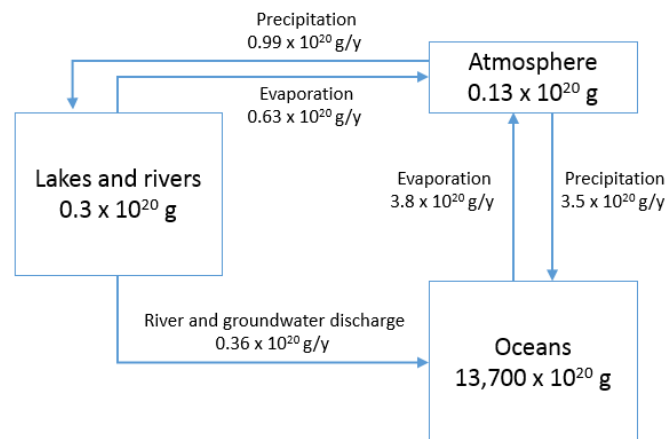 Precipitation
0.99 x 10²⁰ g/y
Atmosphere
0.13 x 10²⁰ g
Evaporation
0.63 x 10²⁰ g/y
Lakes and rivers
0.3 x 10²⁰ g
Evaporation
3.8 x 10²⁰ g/y
Precipitation
3.5 x 10²⁰ g/y
River and groundwater discharge
0.36 x 10²⁰ g/y
Oceans
13,700 x 10²⁰ g